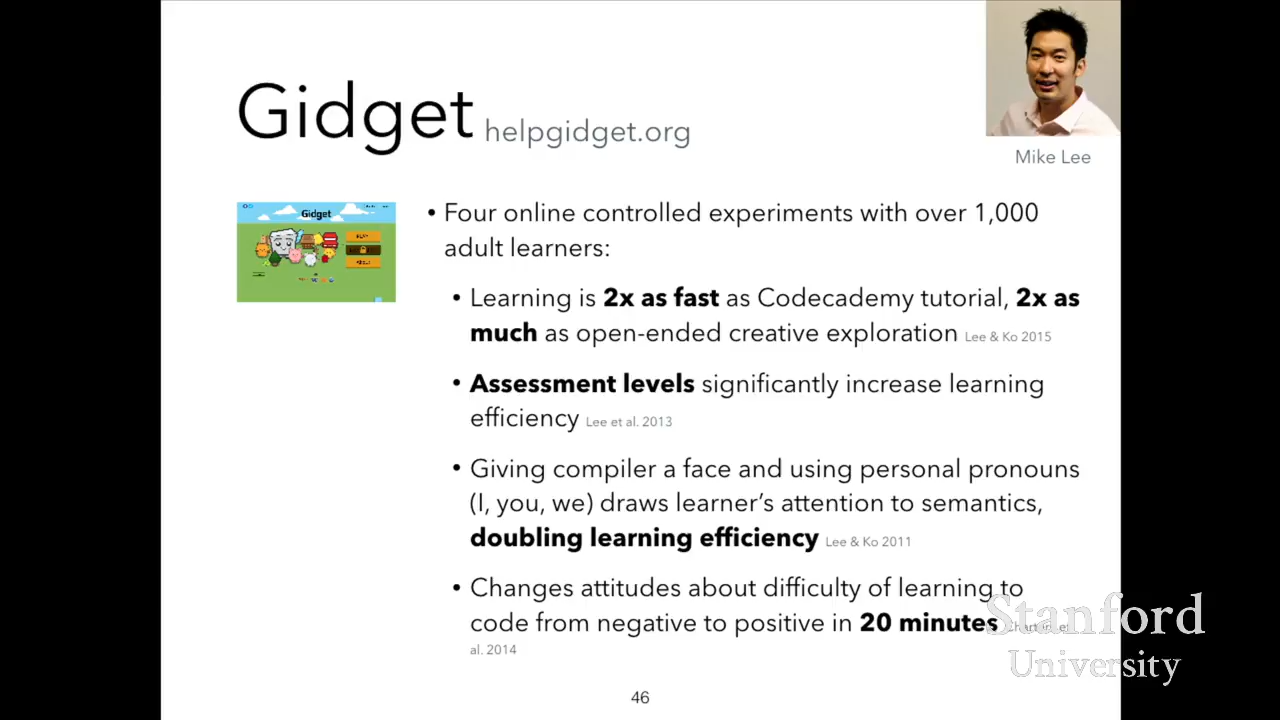 Gidget helpgidget.org
Mike Lee
Gidget
• Four online controlled experiments with over 1,000
adult learners:
• Learning is 2x as fast as Codecademy tutorial, 2x as
much as open-ended creative exploration Lee & Ko 2015
• Assessment levels significantly increase learning
efficiency Lee et al. 2013
• Giving compiler a face and using personal pronouns
(I, you, we) draws learner's attention to semantics,
doubling learning efficiency Lee & Ko 2011
• Changes attitudes about difficulty of learning to
code from negative to positive in 20 minutes
al. 2014
Stanford
University
46